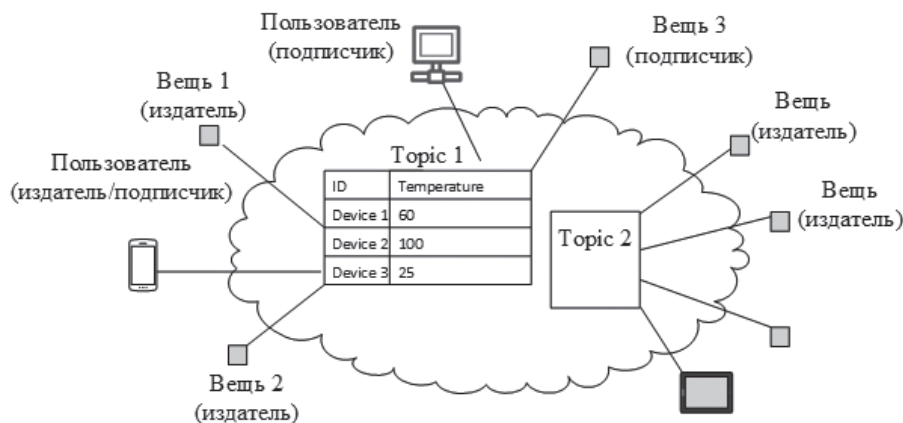 Пользователь
(подписчик)
Вещь 3
(подписчик)
Вещь 1
(издатель)
Вещь
(издатель)
Пользователь
(издатель/подписчик)
Topic 1
ID Temperature
Device 1 60
Device 2 100
Device 3 25
Вещь
(издатель)
Topic 2
Вещь 2
(издатель)